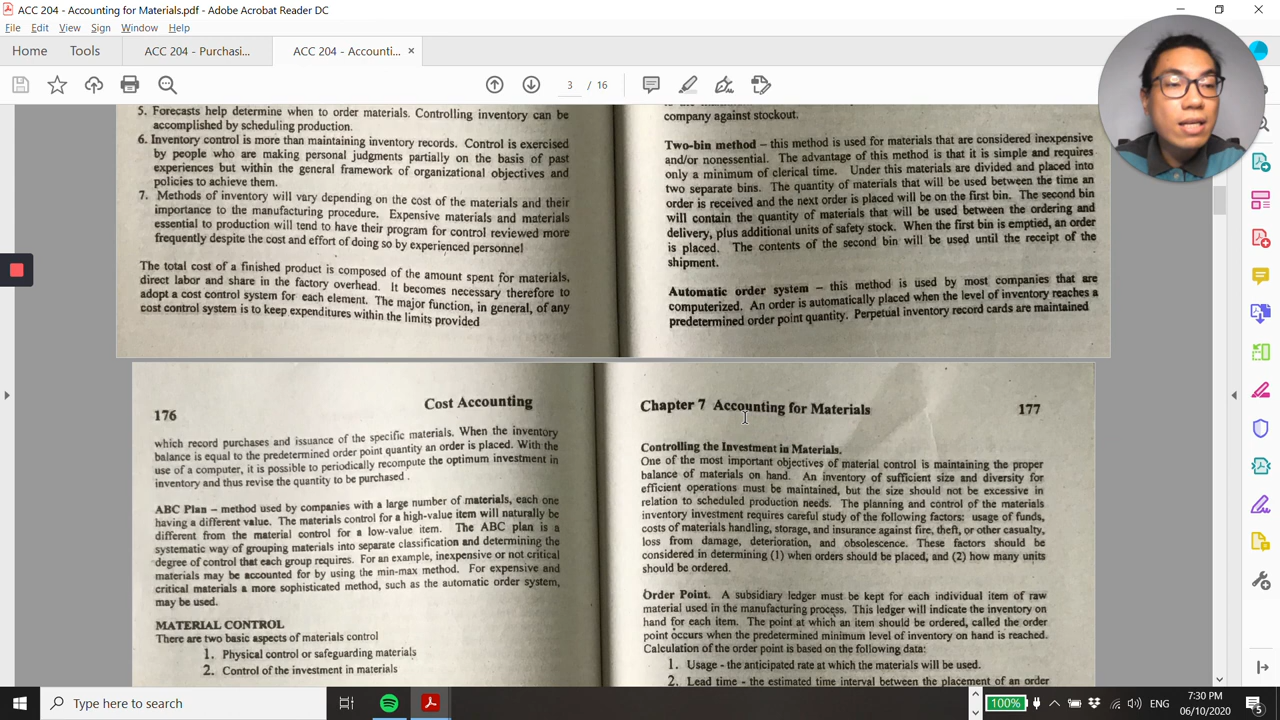 ACC 204 - Accounting for Materials.pdf - Adobe Acrobat Reader DC
File Edit View Sign Window Help
Home Tools ACC 204 - Purchasi... ACC 204 - Accounti... ×
3 / 16
5. Forecasts help determine when to order materials. Controlling inventory can be
accomplished by scheduling production.
6. Inventory control is more than maintaining inventory records. Control is exercised
by people who are making personal judgments partially on the basis of past
experiences but within the general framework of organizational objectives and
policies to achieve them.
7. Methods of inventory will vary depending on the cost of the materials and their
importance to the manufacturing procedure. Expensive materials and materials
essential to production will tend to have their program for control reviewed more
frequently despite the cost and effort of doing so by experienced personnel
The total cost of a finished product is composed of the amount spent for materials,
direct labor and share in the factory overhead. It becomes necessary therefore to
adopt a cost control system for each element. The major function, in general, of any
cost control system is to keep expenditures within the limits provided
company against stockout.
Two-bin method – this method is used for materials that are considered inexpensive
and/or nonessential. The advantage of this method is that it is simple and requires
only a minimum of clerical time. Under this materials are divided and placed into
two separate bins. The quantity of materials that will be used between the time an
order is received and the next order is placed will be on the first bin. The second bin
will contain the quantity of materials that will be used between the ordering and
delivery, plus additional units of safety stock. When the first bin is emptied, an order
is placed. The contents of the second bin will be used until the receipt of the
shipment.
Automatic order system – this method is used by most companies that are
computerized. An order is automatically placed when the level of inventory reaches a
predetermined order point quantity. Perpetual inventory record cards are maintained
176 Cost Accounting
which record purchases and issuance of the specific materials. When the inventory
balance is equal to the predetermined order point quantity an order is placed. With the
use of a computer, it is possible to periodically recompute the optimum investment in
inventory and thus revise the quantity to be purchased .
ABC Plan – method used by companies with a large number of materials, each one
having a different value. The materials control for a high-value item will naturally be
different from the material control for a low-value item. The ABC plan is a
systematic way of grouping materials into separate classification and determining the
degree of control that each group requires. For an example, inexpensive or not critical
materials may be accounted for by using the min-max method. For expensive and
critical materials a more sophisticated method, such as the automatic order system,
may be used.
MATERIAL CONTROL
There are two basic aspects of materials control
1. Physical control or safeguarding materials
2. Control of the investment in materials
Chapter 7 Accounting for Materials 177
Controlling the Investment in Materials.
One of the most important objectives of material control is maintaining the proper
balance of materials on hand. An inventory of sufficient size and diversity for
efficient operations must be maintained, but the size should not be excessive in
relation to scheduled production needs. The planning and control of the materials
inventory investment requires careful study of the following factors: usage of funds,
costs of materials handling, storage, and insurance against fire, theft, or other casualty,
loss from damage, deterioration, and obsolescence. These factors should be
considered in determining (1) when orders should be placed, and (2) how many units
should be ordered.
Order Point. A subsidiary ledger must be kept for each individual item of raw
material used in the manufacturing process. This ledger will indicate the inventory on
hand for each item. The point at which an item should be ordered, called the order
point occurs when the predetermined minimum level of inventory on hand is reached.
Calculation of the order point is based on the following data:
1. Usage - the anticipated rate at which the materials will be used.
2. Lead time - the estimated time interval between the placement of an order
Type here to search
100%
ENG
7:30 PM
06/10/2020
5